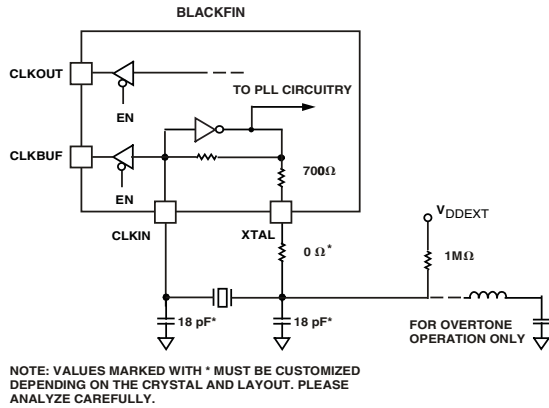 BLACKFIN
CLKOUT
TO PLL CIRCUITRY
EN
CLKBUF
700Ω
EN
VDDEXT
CLKIN
XTAL
0 Ω*
1MΩ
18 pF*
18 pF*
FOR OVERTONE
OPERATION ONLY
NOTE: VALUES MARKED WITH * MUST BE CUSTOMIZED
DEPENDING ON THE CRYSTAL AND LAYOUT. PLEASE
ANALYZE CAREFULLY.